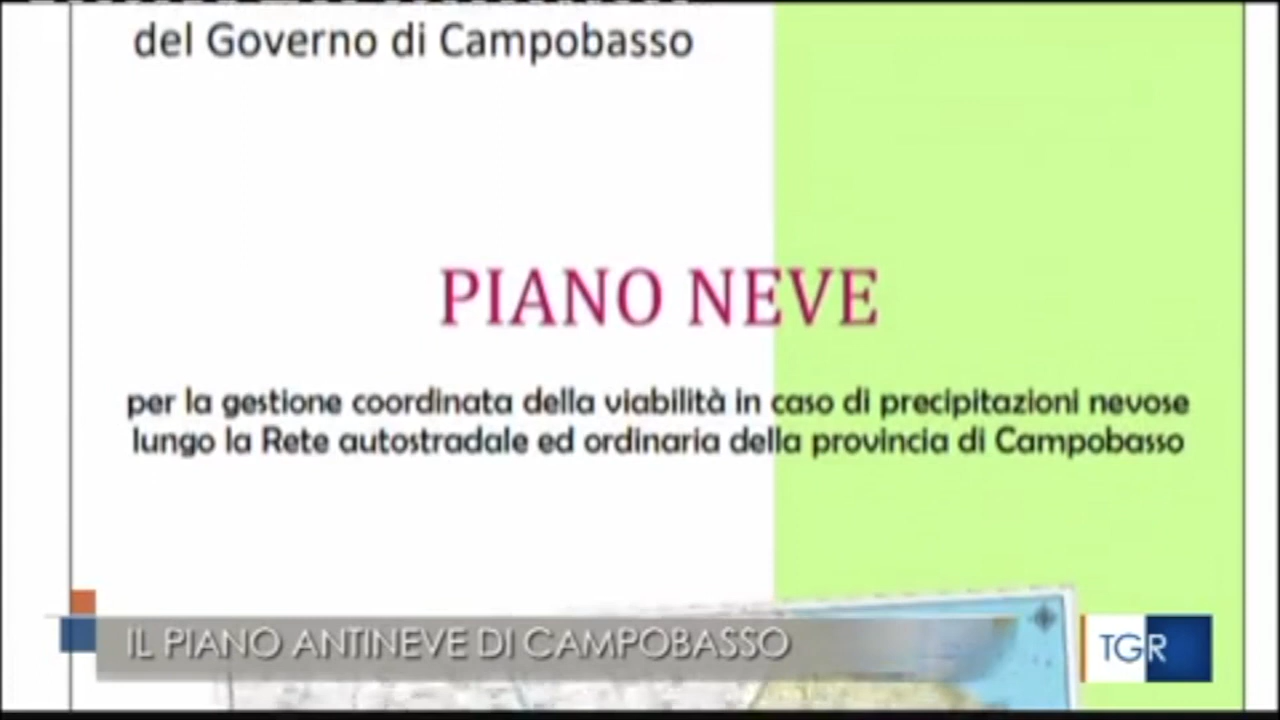 del Governo di Campobasso
PIANO NEVE
per la gestione coordinata della viabilità in caso di precipitazioni nevose
lungo la Rete autostradale ed ordinaria della provincia di Campobasso
IL PIANO ANTINEVE DI CAMPOBASSO
TGR